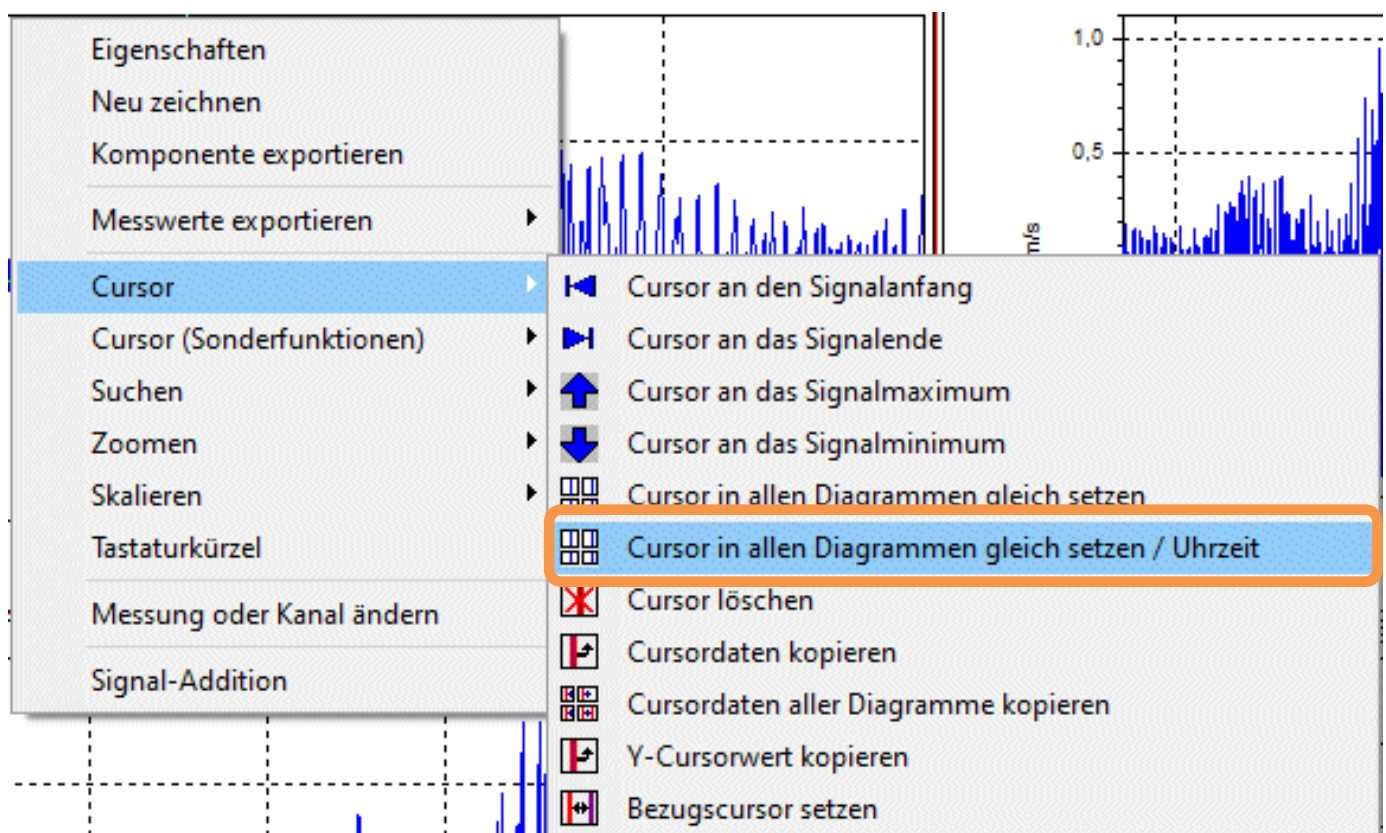 Eigenschaften
Neu zeichnen
Komponente exportieren
Messwerte exportieren
Cursor
Cursor (Sonderfunktionen)
Suchen
Zoomen
Skalieren
Tastaturkürzel
Messung oder Kanal ändern
Signal-Addition
1,0
0,5
m/s
Cursor an den Signalanfang
Cursor an das Signalende
Cursor an das Signalmaximum
Cursor an das Signalminimum
Cursor in allen Diagrammen gleich setzen
Cursor in allen Diagrammen gleich setzen / Uhrzeit
Cursor löschen
Cursordaten kopieren
Cursordaten aller Diagramme kopieren
Y-Cursorwert kopieren
Bezugscursor setzen